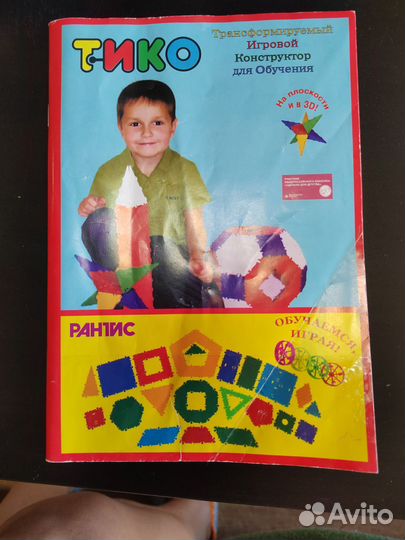 ТИКО
Трансформируемый
Игровой
Конструктор
для Обучения
На плоскости
и в 3D!
РАНТИС
ОБУЧАЕМСЯ,
ИГРАЯ!
Avito